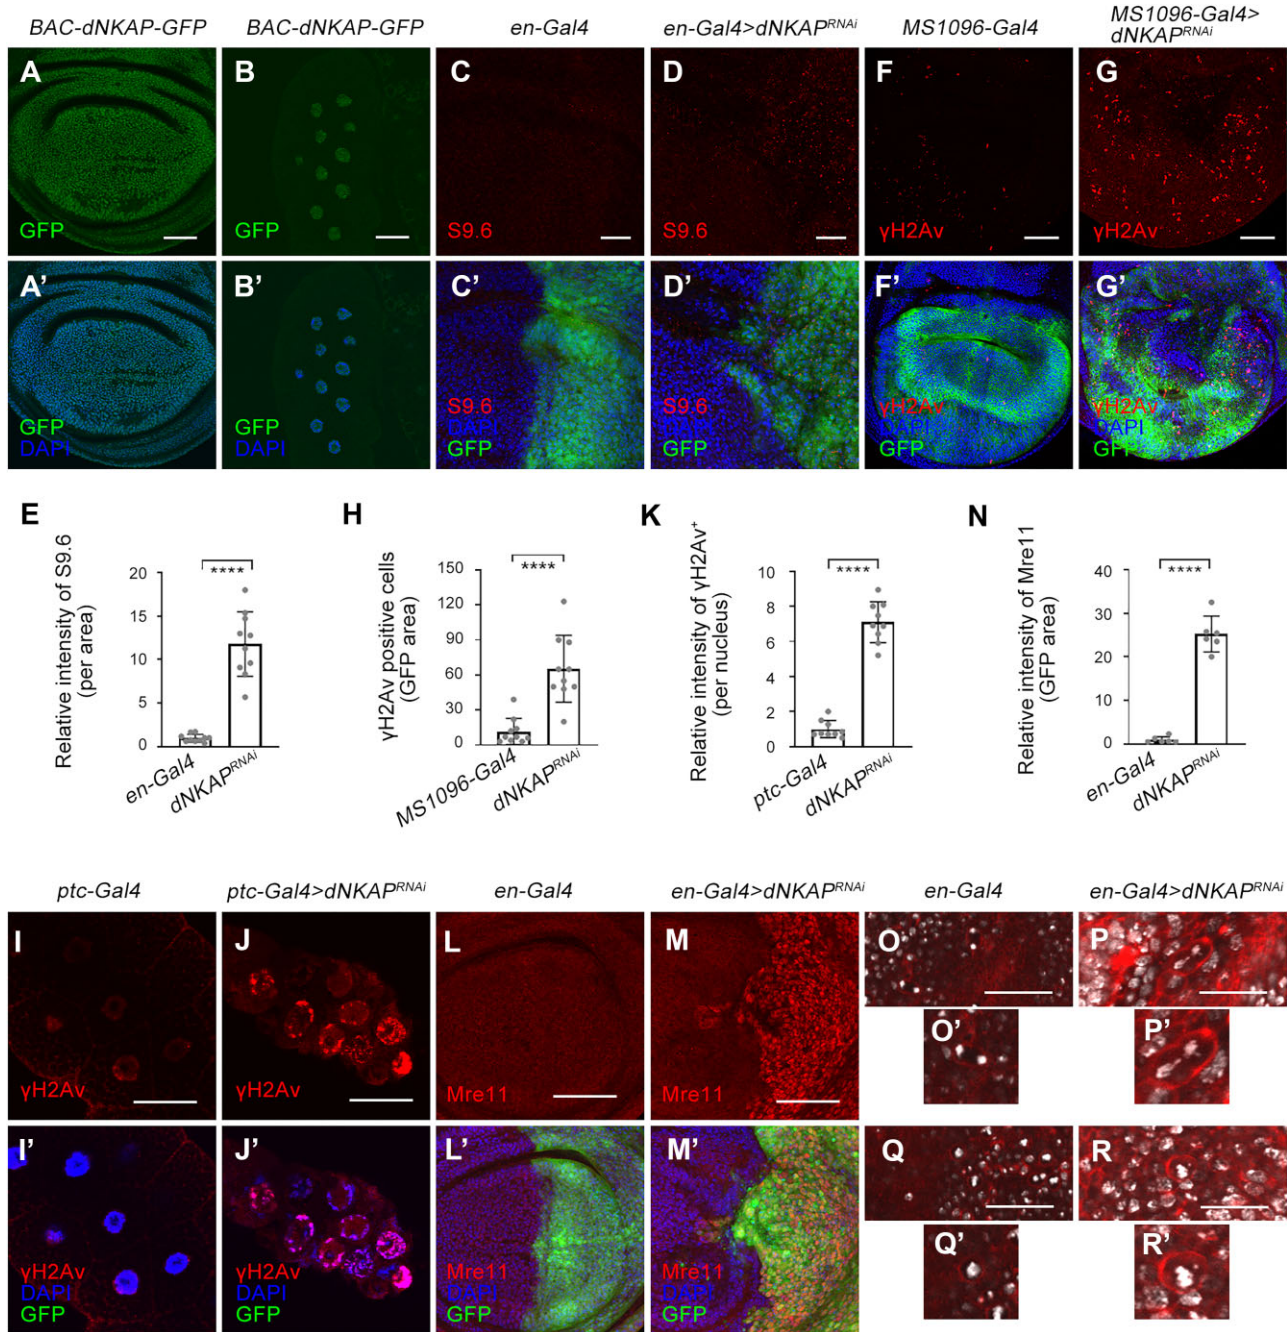 BAC-dNKAP-GFP
BAC-dNKAP-GFP
en-Gal4
en-Gal4>dNKAP^RNAi
MS1096-Gal4
MS1096-Gal4>
dNKAP^RNAi
A
GFP
B
GFP
C
S9.6
D
S9.6
F
γH2Av
G
γH2Av
A'
GFP
DAPI
B'
GFP
DAPI
C'
S9.6
DAPI
GFP
D'
S9.6
DAPI
GFP
F'
γH2Av
DAPI
GFP
G'
γH2Av
DAPI
GFP
E
Relative intensity of S9.6
(per area)
20
15
10
5
0
****
en-Gal4
dNKAP^RNAi
H
γH2Av positive cells
(GFP area)
150
120
90
60
30
0
****
MS1096-Gal4
dNKAP^RNAi
K
Relative intensity of γH2Av⁺
(per nucleus)
10
8
6
4
2
0
****
ptc-Gal4
dNKAP^RNAi
N
Relative intensity of Mre11
(GFP area)
40
30
20
10
0
****
en-Gal4
dNKAP^RNAi
ptc-Gal4
ptc-Gal4>dNKAP^RNAi
en-Gal4
en-Gal4>dNKAP^RNAi
en-Gal4
en-Gal4>dNKAP^RNAi
I
γH2Av
J
γH2Av
L
Mre11
M
Mre11
O
P
O'
P'
I'
γH2Av
DAPI
GFP
J'
γH2Av
DAPI
GFP
L'
Mre11
DAPI
GFP
M'
Mre11
DAPI
GFP
Q
R
Q'
R'